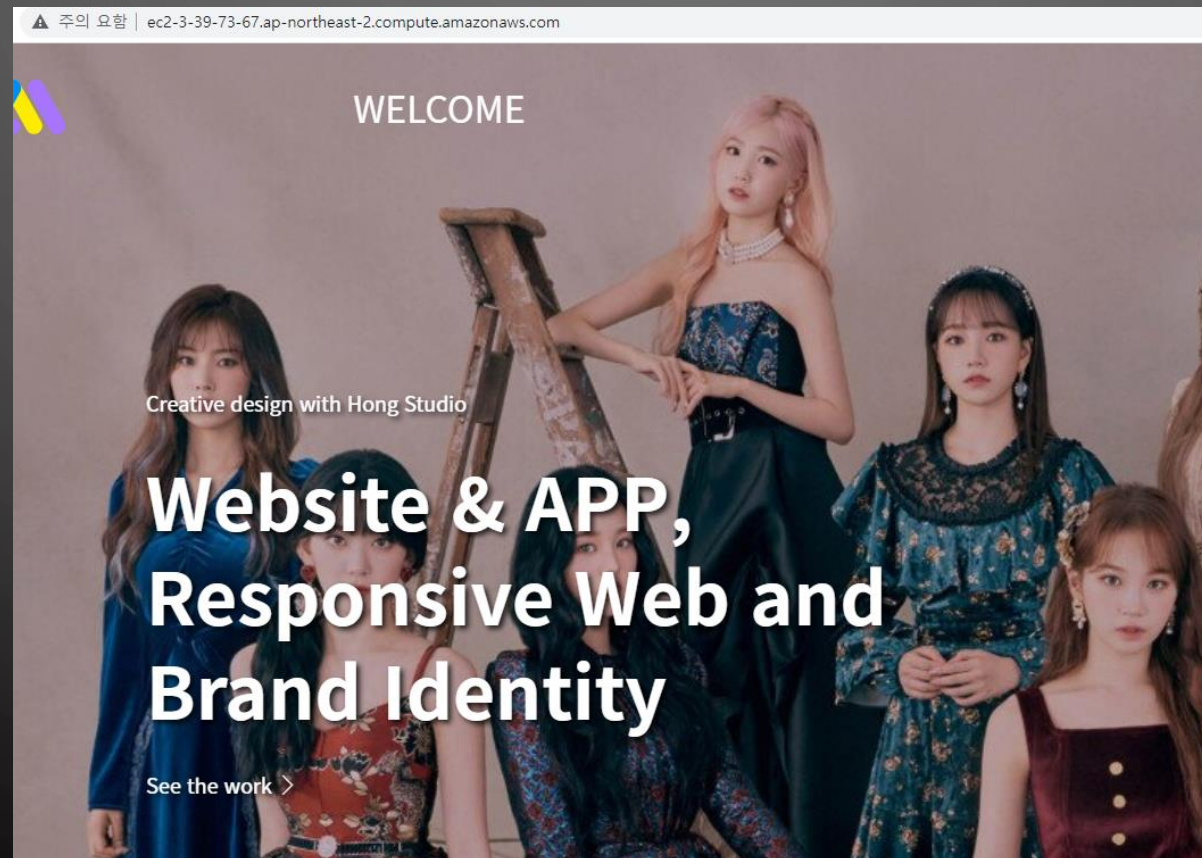 주의 요함 ec2-3-39-73-67.ap-northeast-2.compute.amazonaws.com
WELCOME
Creative design with Hong Studio
Website & APP,
Responsive Web and
Brand Identity
See the work >